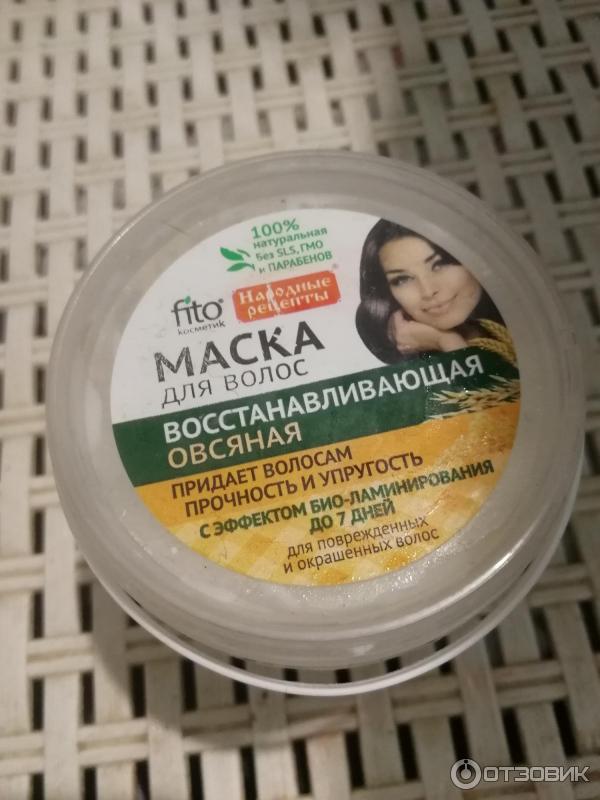 100%
натуральная
Без SLS, ГМО
и ПАРАБЕНОВ
fito®
косметик
Народные
рецепты®
МАСКА
ДЛЯ ВОЛОС
ВОССТАНАВЛИВАЮЩАЯ
ОВСЯНАЯ
ПРИДАЕТ ВОЛОСАМ
ПРОЧНОСТЬ И УПРУГОСТЬ
С ЭФФЕКТОМ БИО-ЛАМИНИРОВАНИЯ
ДО 7 ДНЕЙ
для поврежденных
и окрашенных волос
ОТЗОВИК